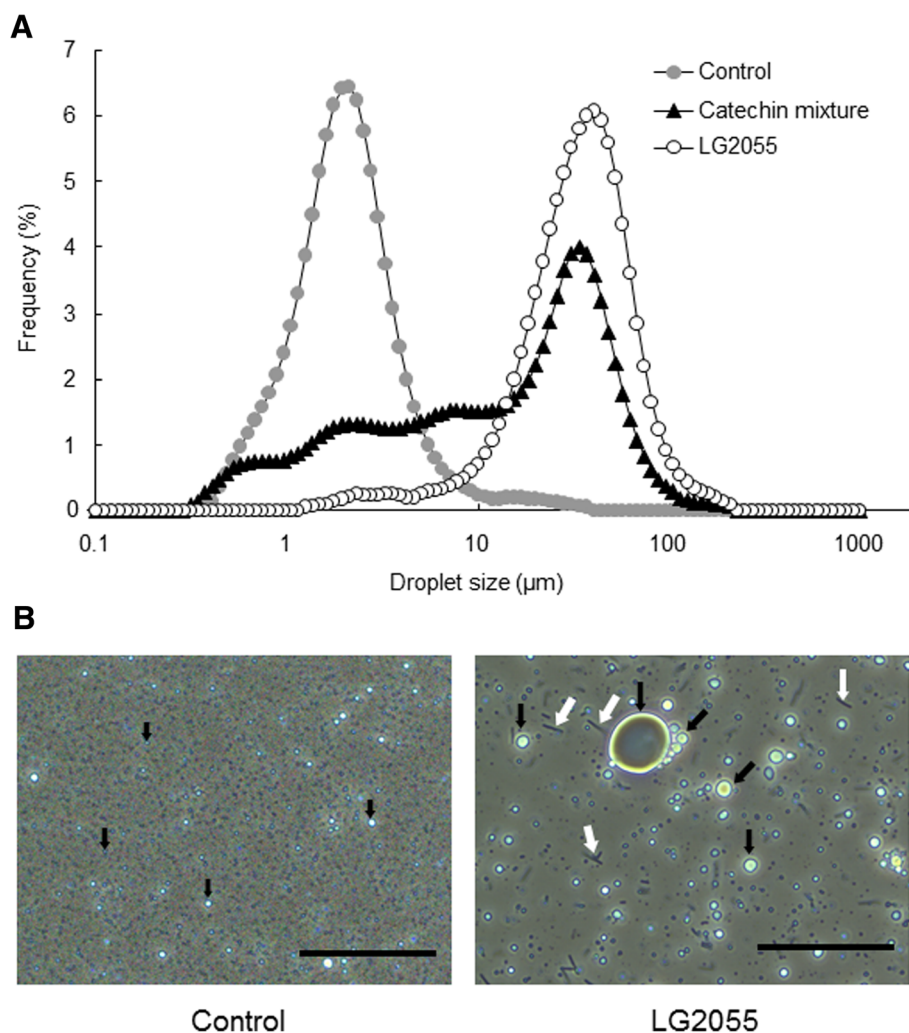 A
7
6
5
4
3
2
1
0
Frequency (%)
Control
Catechin mixture
LG2055
0.1 1 10 100 1000
Droplet size (µm)
B
Control LG2055